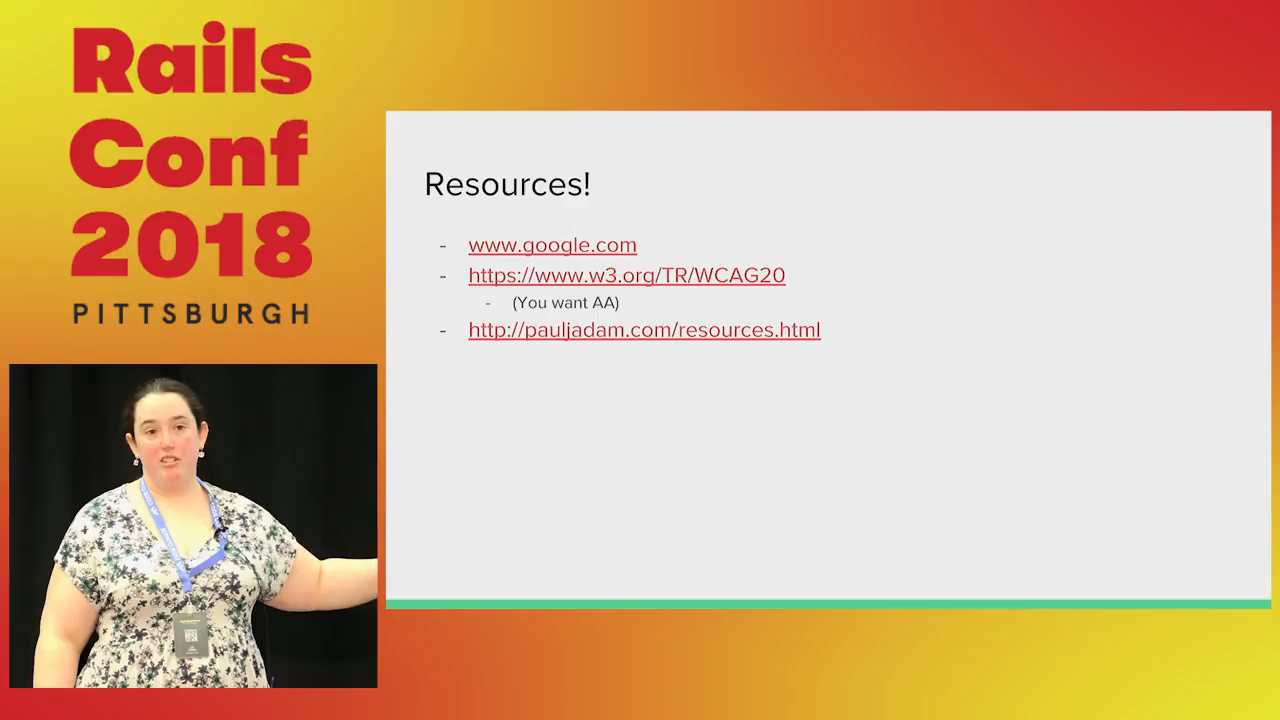 Rails
Conf
2018
PITTSBURGH
Resources!
- www.google.com
- https://www.w3.org/TR/WCAG20
- (You want AA)
- http://pauljadam.com/resources.html